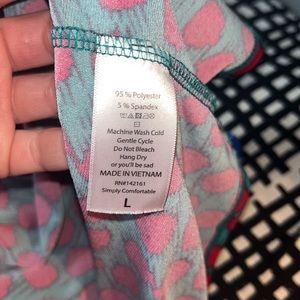 95% Polyester
5% Spandex
Machine Wash Cold
Gentle Cycle
Do Not Bleach
Hang Dry
or you'll be sad
MADE IN VIETNAM
RN#142161
Simply Comfortable
L